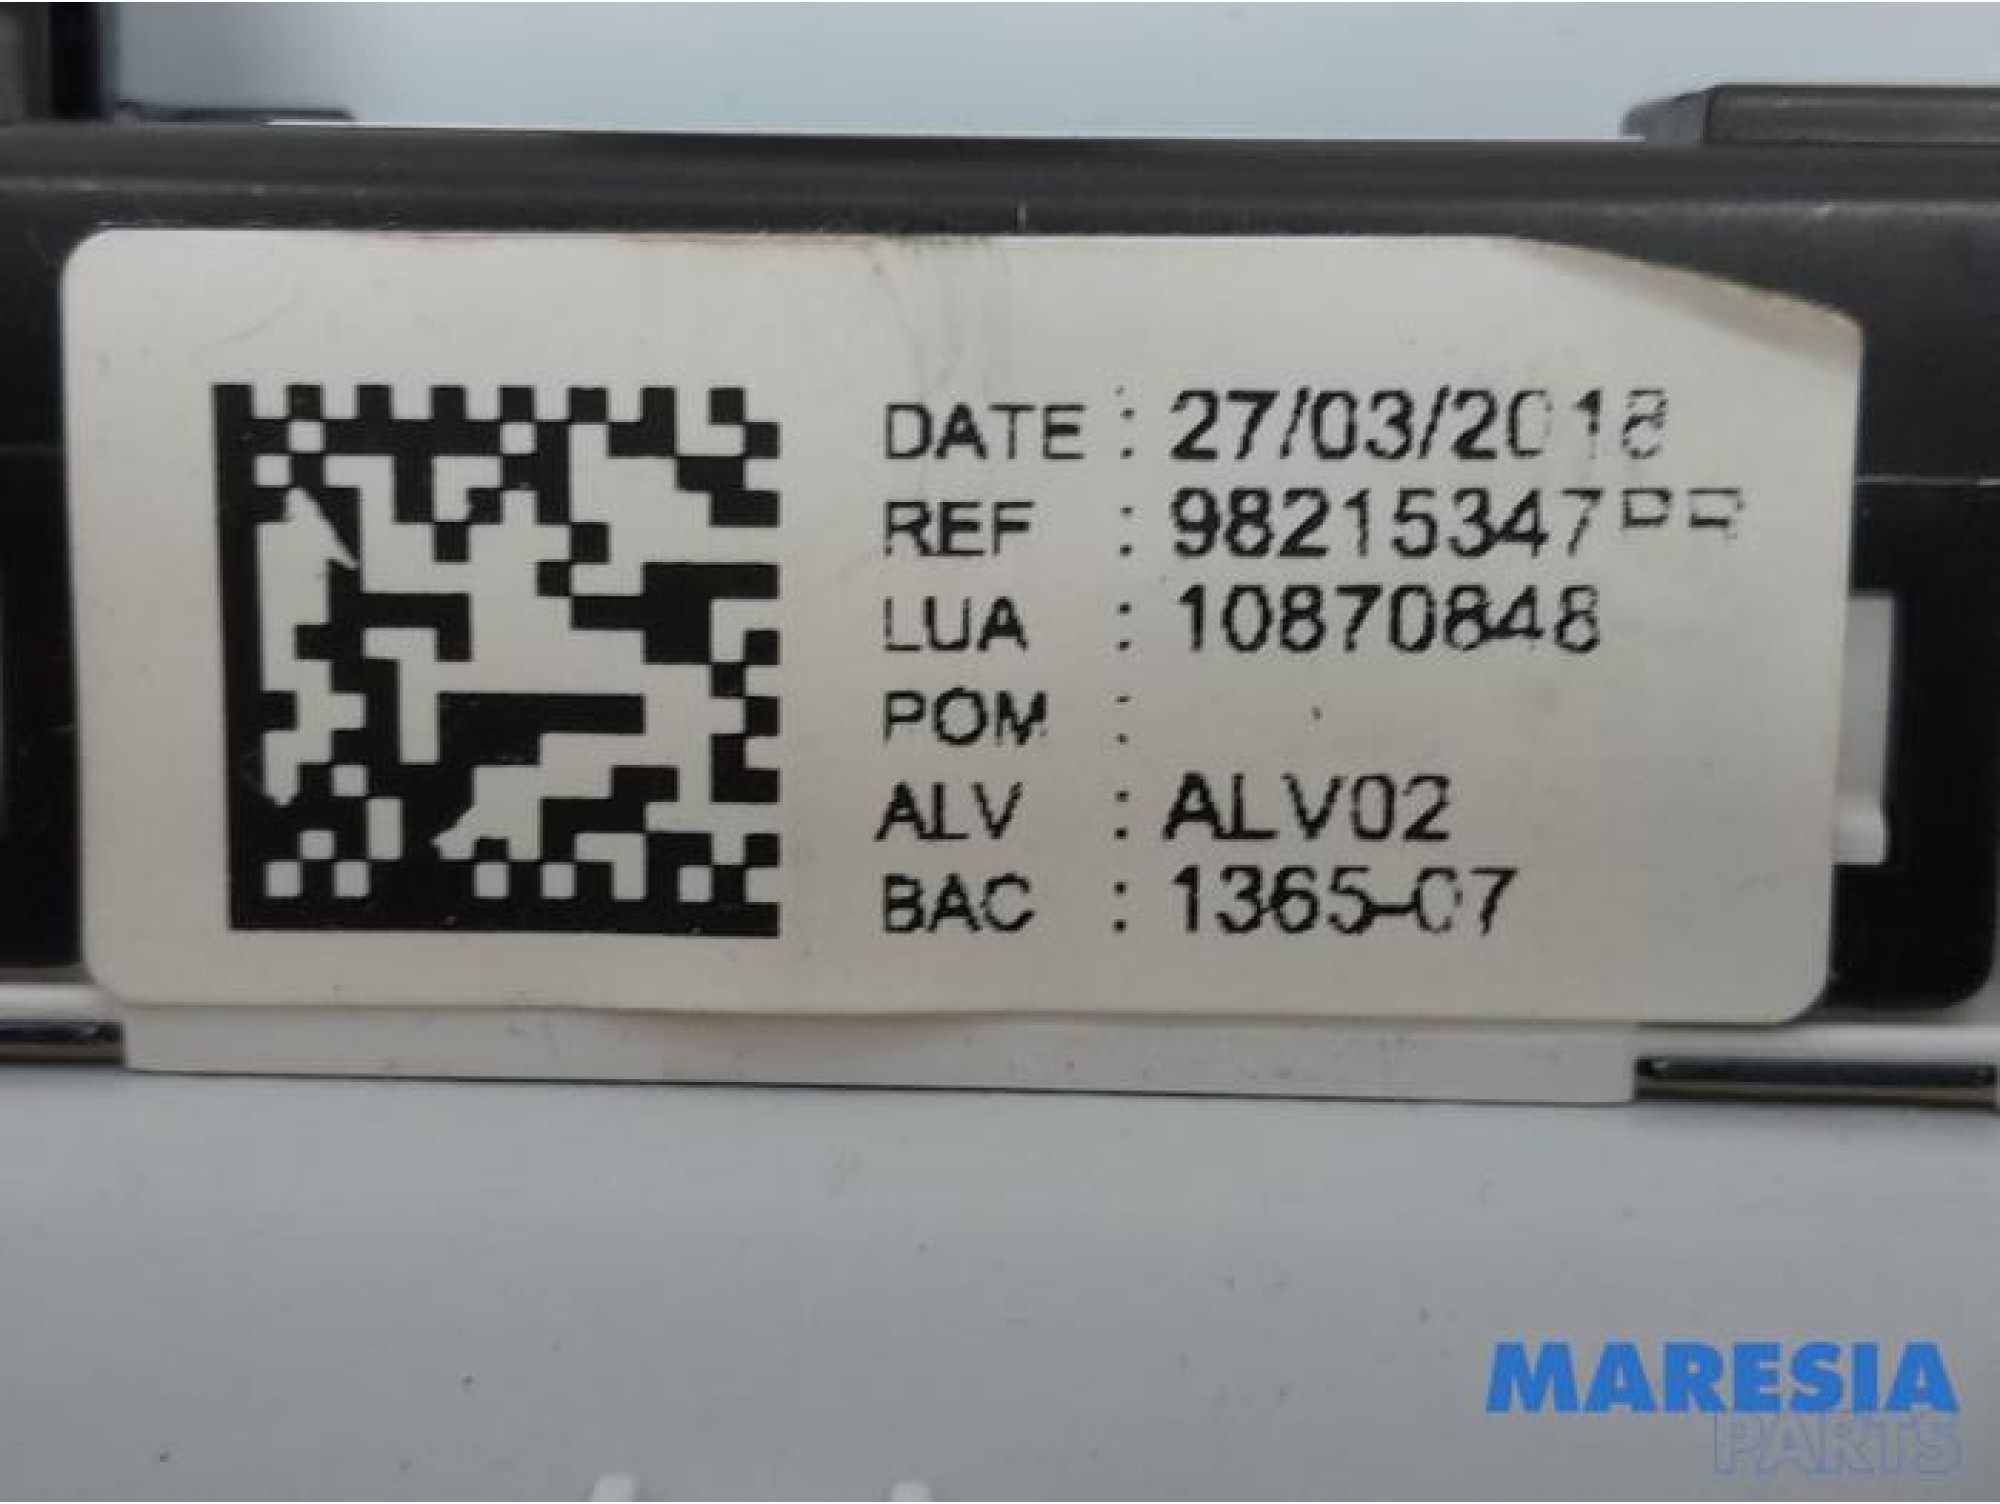 DATE : 27/03/2018
REF : 98215347
LUA : 10870848
POM :
ALV : ALV02
BAC : 1365-07
MARESIA
PARTS